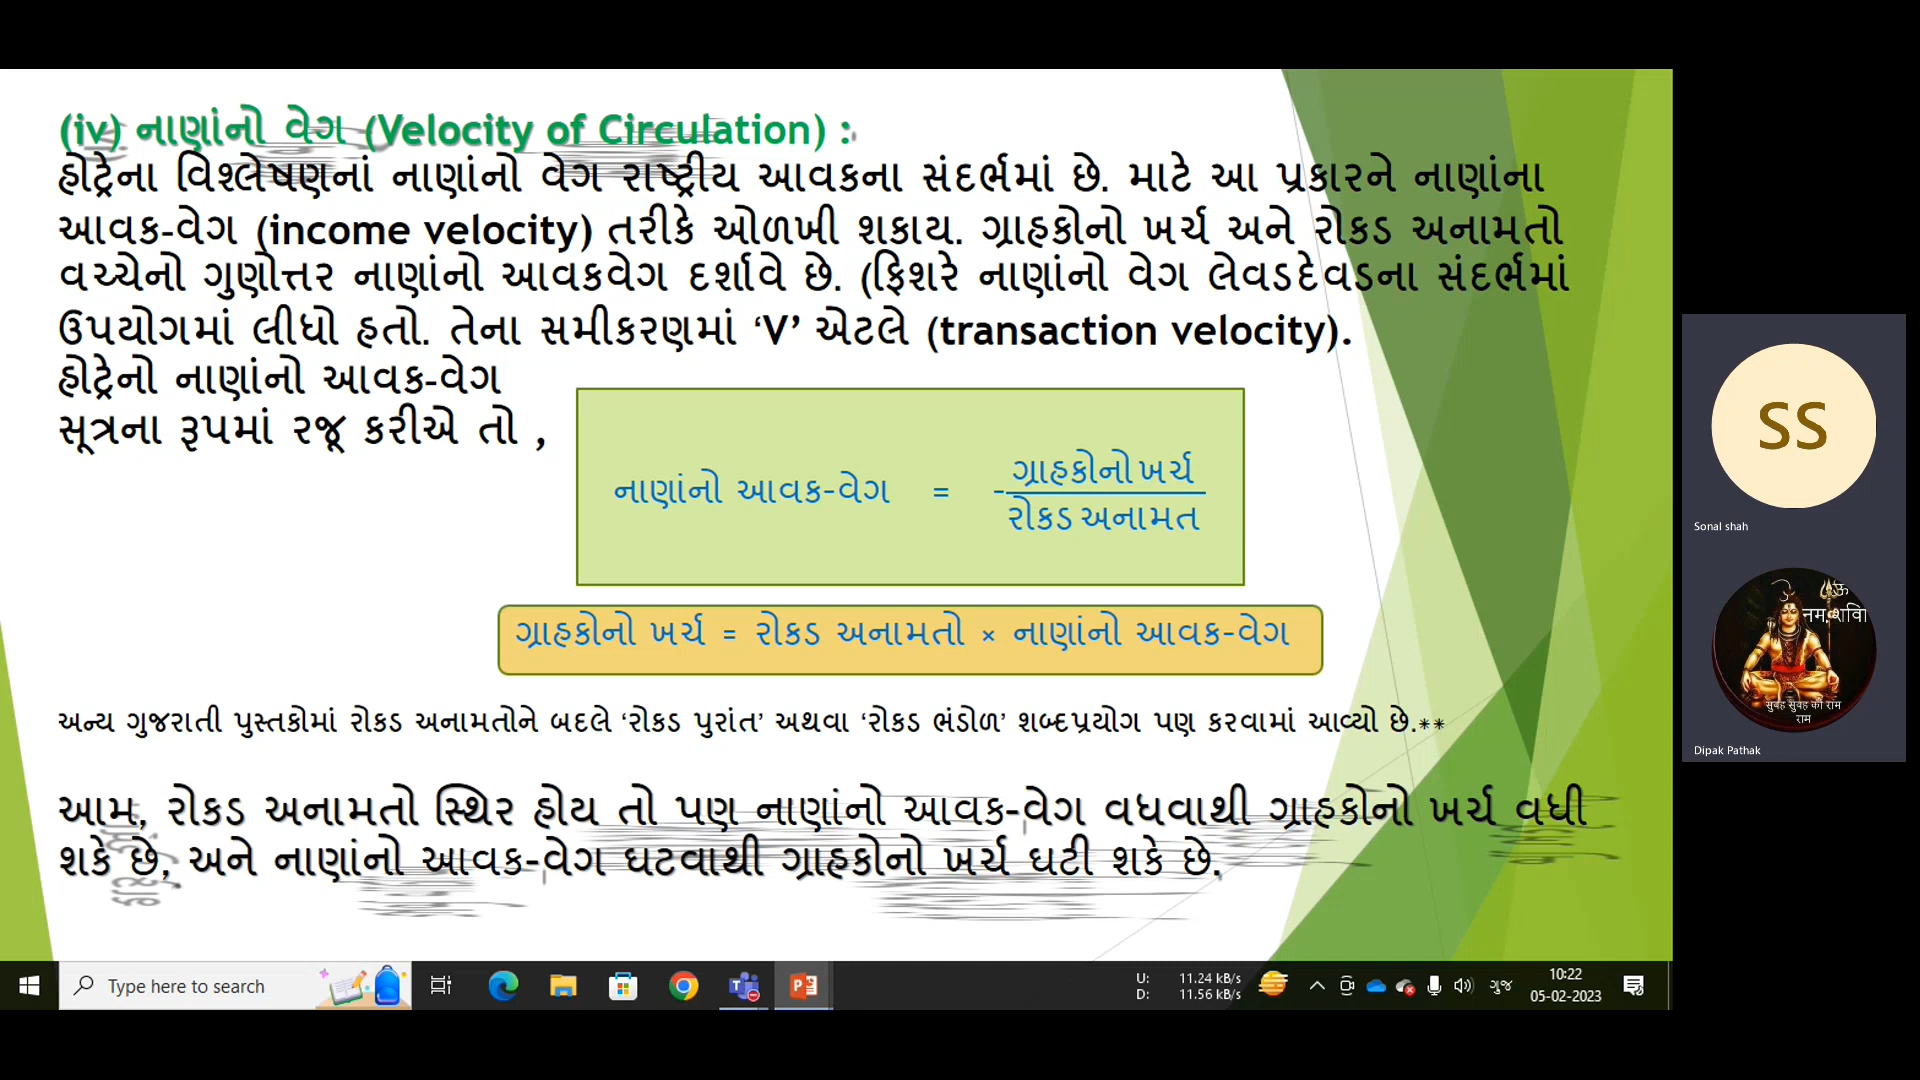 (iv) નાણાંનો વેગ (Velocity of Circulation) :
હોટ્રેના વિશ્લેષણનાં નાણાંનો વેગ રાષ્ટ્રીય આવકના સંદર્ભમાં છે. માટે આ પ્રકારને નાણાંના
આવક-વેગ (income velocity) તરીકે ઓળખી શકાય. ગ્રાહકોનો ખર્ચ અને રોકડ અનામતો
વચ્ચેનો ગુણોત્તર નાણાંનો આવકવેગ દર્શાવે છે. (ફિશરે નાણાંનો વેગ લેવડદેવડના સંદર્ભમાં
ઉપયોગમાં લીધો હતો. તેના સમીકરણમાં ‘V’ એટલે (transaction velocity).
હોટ્રેનો નાણાંનો આવક-વેગ
સૂત્રના રૂપમાં રજૂ કરીએ તો ,
નાણાંનો આવક-વેગ = - ગ્રાહકોનો ખર્ચ
રોકડ અનામત
ગ્રાહકોનો ખર્ચ = રોકડ અનામતો × નાણાંનો આવક-વેગ
અન્ય ગુજરાતી પુસ્તકોમાં રોકડ અનામતોને બદલે ‘રોકડ પુરાંત’ અથવા ‘રોકડ ભંડોળ’ શબ્દપ્રયોગ પણ કરવામાં આવ્યો છે.**
આમ, રોકડ અનામતો સ્થિર હોય તો પણ નાણાંનો આવક-વેગ વધવાથી ગ્રાહકોનો ખર્ચ વધી
શકે છે, અને નાણાંનો આવક-વેગ ઘટવાથી ગ્રાહકોનો ખર્ચ ઘટી શકે છે.
SS
Sonal shah
ॐ
सुबह सुबह की राम
राम
Dipak Pathak
Type here to search
U: 11.24 kB/s
D: 11.56 kB/s
ગુજ
10:22
05-02-2023